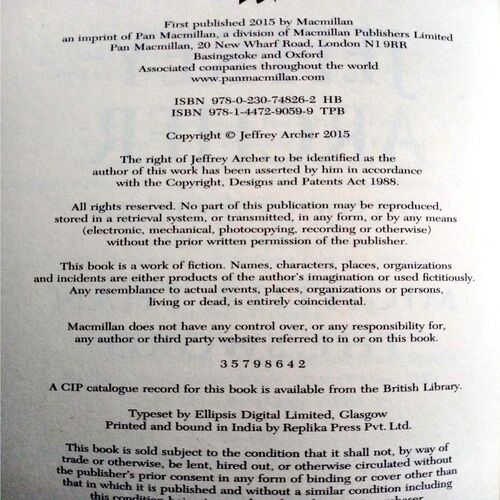 First published 2015 by Macmillan
an imprint of Pan Macmillan, a division of Macmillan Publishers Limited
Pan Macmillan, 20 New Wharf Road, London N1 9RR
Basingstoke and Oxford
Associated companies throughout the world
www.panmacmillan.com
ISBN 978-0-230-74826-2 HB
ISBN 978-1-4472-9059-9 TPB
Copyright © Jeffrey Archer 2015
The right of Jeffrey Archer to be identified as the
author of this work has been asserted by him in accordance
with the Copyright, Designs and Patents Act 1988.
All rights reserved. No part of this publication may be reproduced,
stored in a retrieval system, or transmitted, in any form, or by any means
(electronic, mechanical, photocopying, recording or otherwise)
without the prior written permission of the publisher.
This book is a work of fiction. Names, characters, places, organizations
and incidents are either products of the author's imagination or used fictitiously.
Any resemblance to actual events, places, organizations or persons,
living or dead, is entirely coincidental.
Macmillan does not have any control over, or any responsibility for,
any author or third party websites referred to in or on this book.
3 5 7 9 8 6 4 2
A CIP catalogue record for this book is available from the British Library.
Typeset by Ellipsis Digital Limited, Glasgow
Printed and bound in India by Replika Press Pvt. Ltd.
This book is sold subject to the condition that it shall not, by way of
trade or otherwise, be lent, hired out, or otherwise circulated without
the publisher's prior consent in any form of binding or cover other than
that in which it is published and without a similar condition including